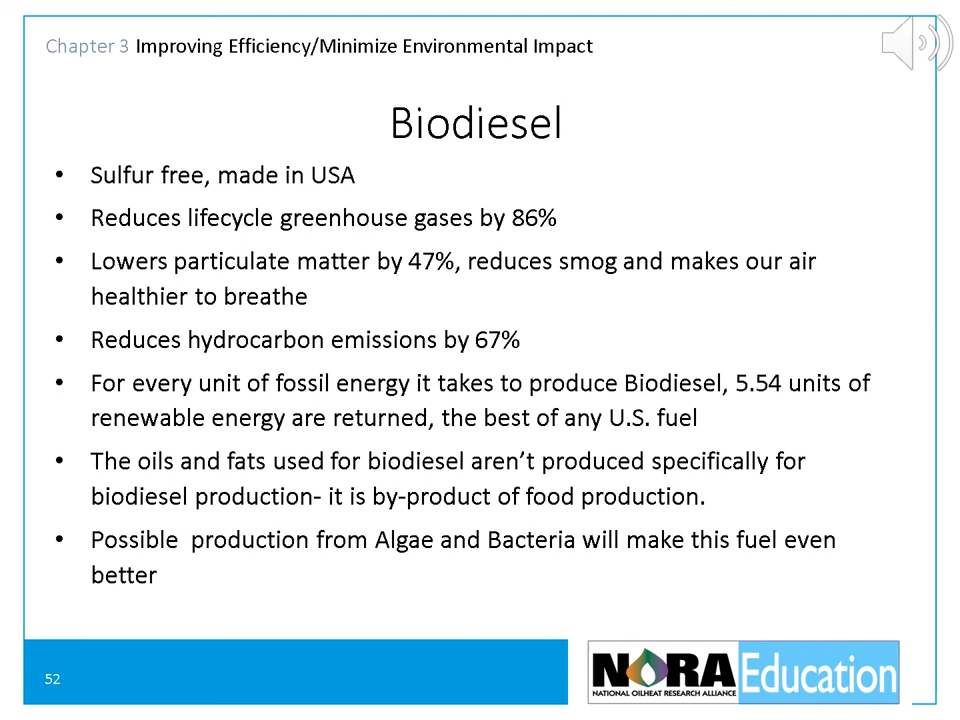 Chapter 3 Improving Efficiency/Minimize Environmental Impact
Biodiesel
• Sulfur free, made in USA
• Reduces lifecycle greenhouse gases by 86%
• Lowers particulate matter by 47%, reduces smog and makes our air
healthier to breathe
• Reduces hydrocarbon emissions by 67%
• For every unit of fossil energy it takes to produce Biodiesel, 5.54 units of
renewable energy are returned, the best of any U.S. fuel
• The oils and fats used for biodiesel aren’t produced specifically for
biodiesel production- it is by-product of food production.
• Possible  production from Algae and Bacteria will make this fuel even
better
52
NORA Education
NATIONAL OILHEAT RESEARCH ALLIANCE